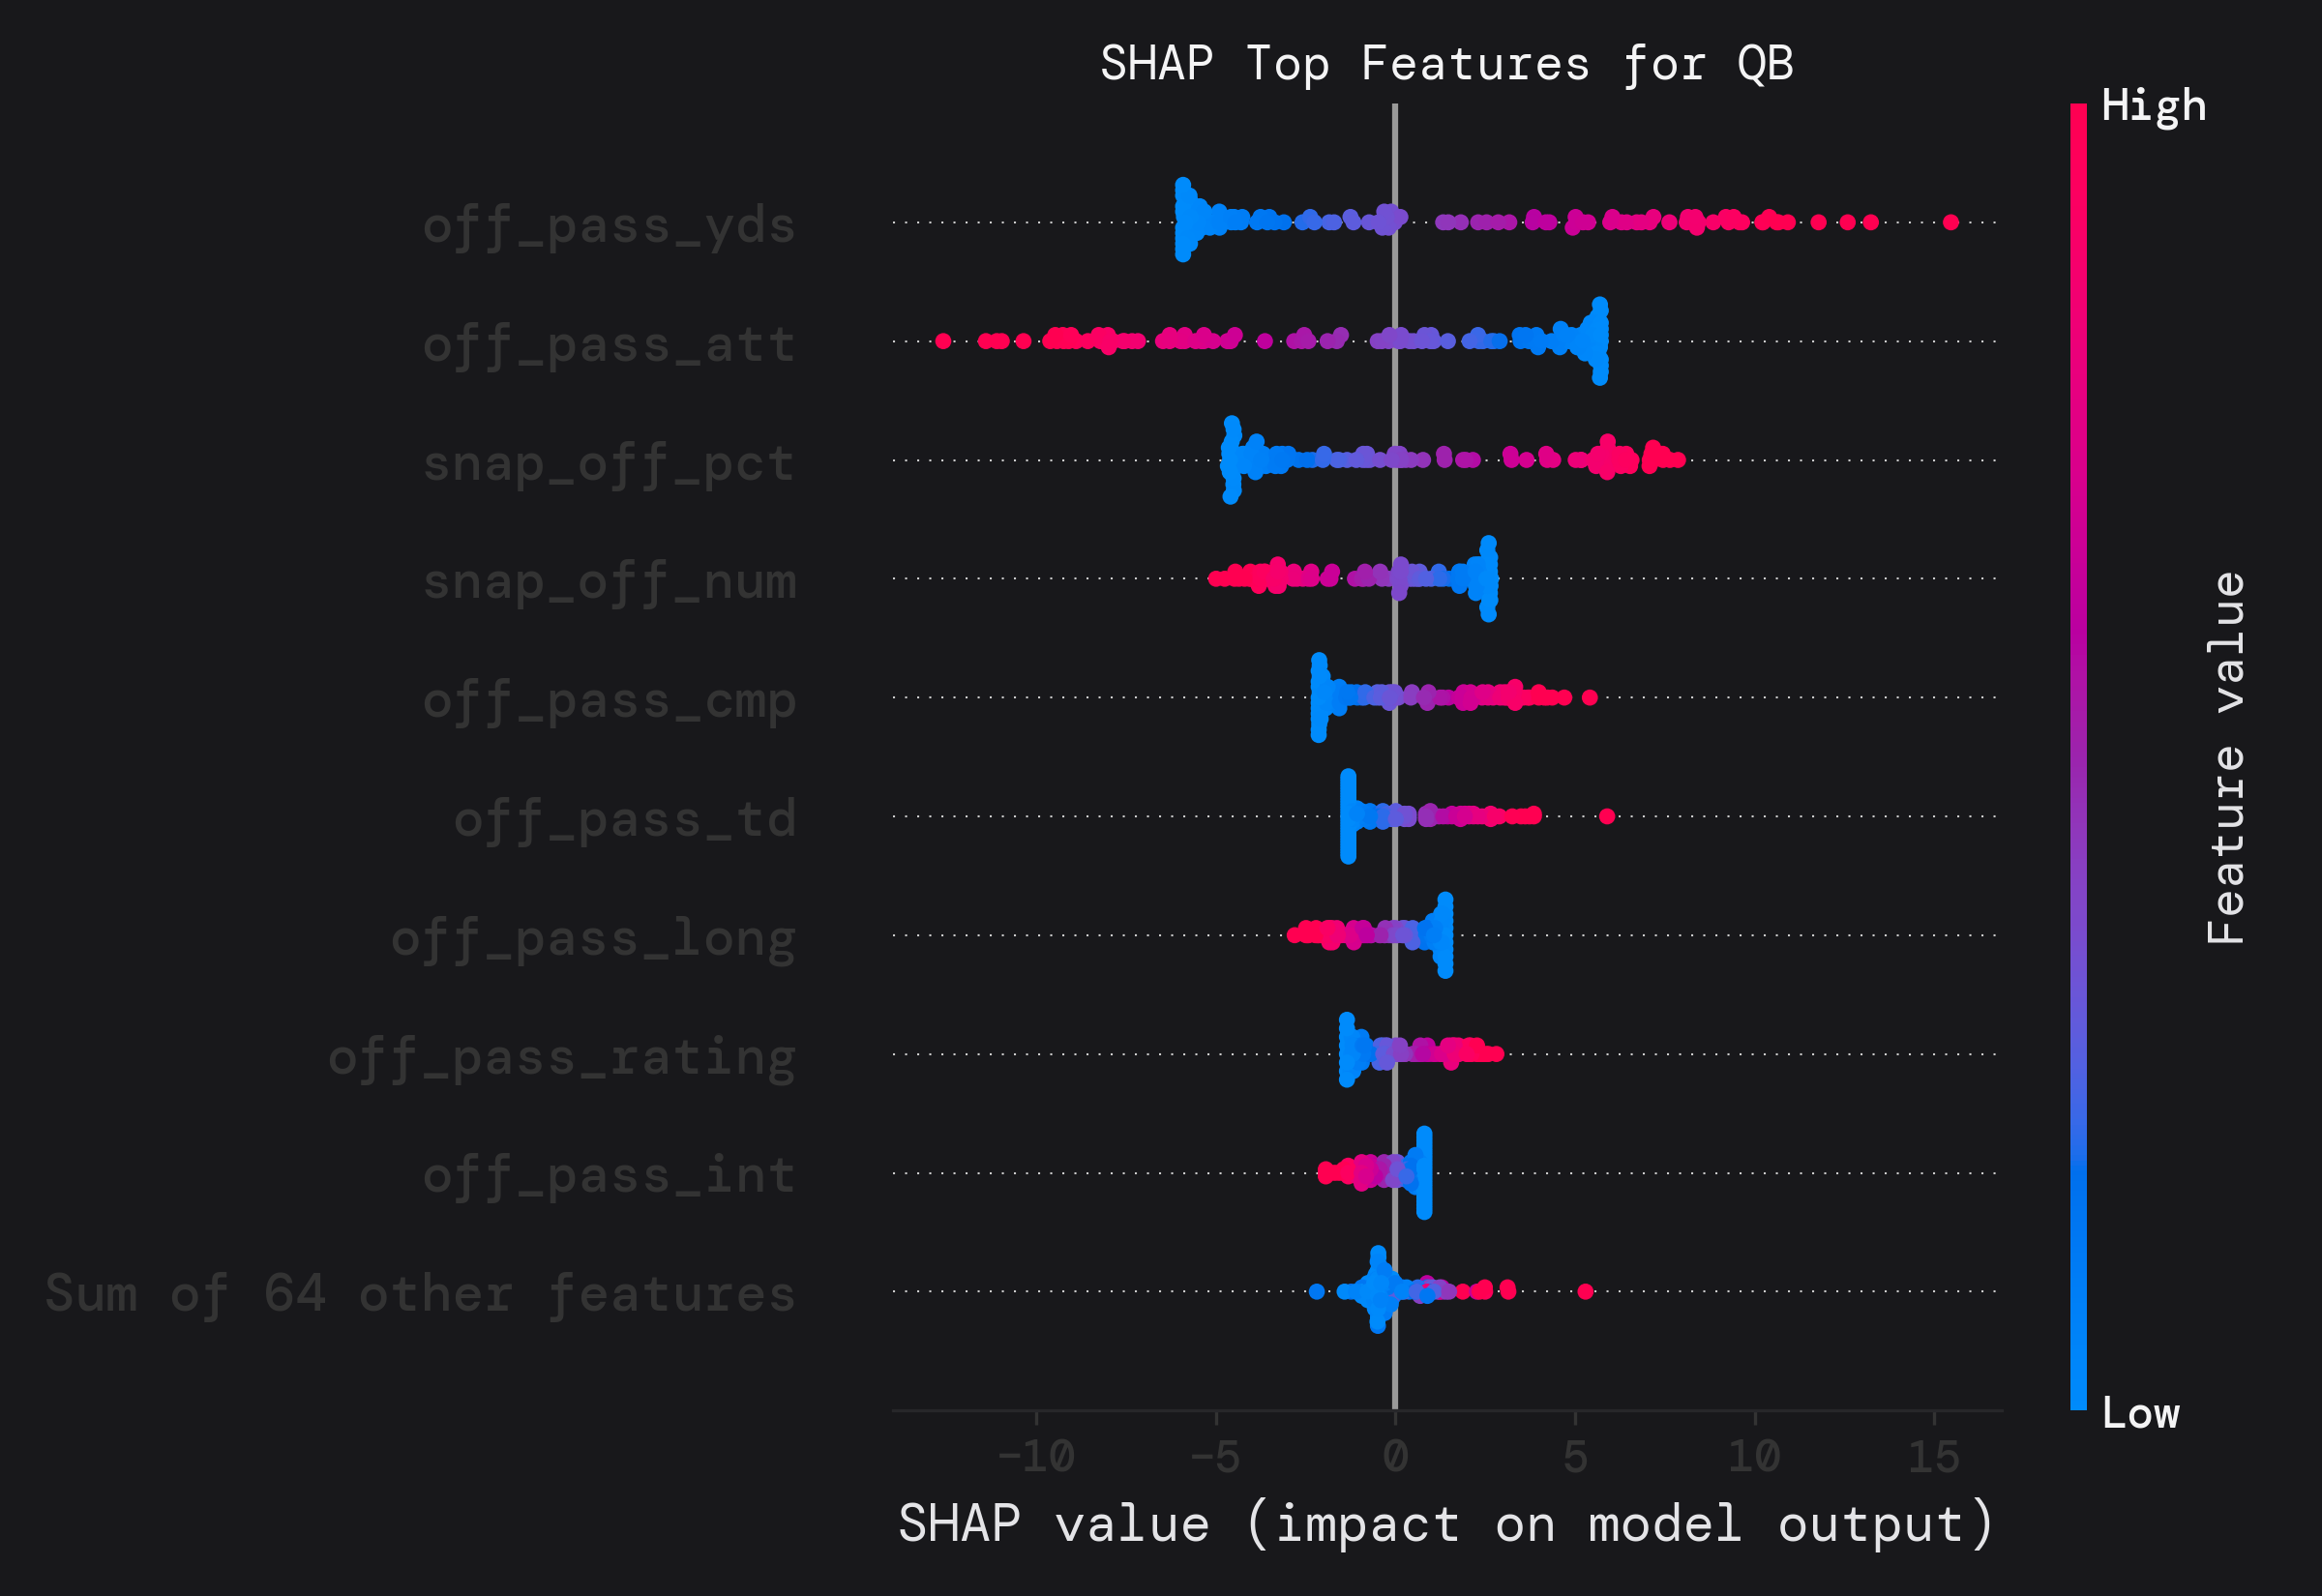 SHAP Top Features for QB
High
off_pass_yds
off_pass_att
snap_off_pct
snap_off_num
off_pass_cmp
off_pass_td
off_pass_long
off_pass_rating
off_pass_int
Sum of 64 other features
Feature value
Low
−10 −5 0 5 10 15
SHAP value (impact on model output)